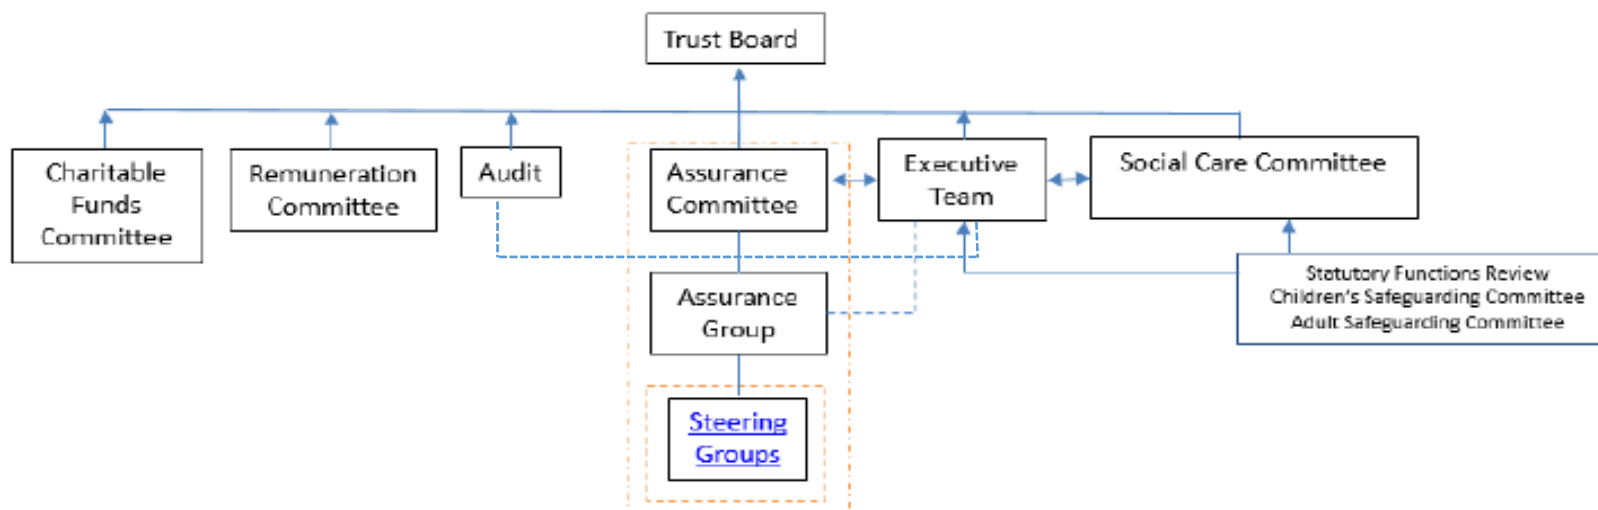 Trust Board
Charitable
Funds
Committee
Remuneration
Committee
Audit
Assurance
Committee
Executive
Team
Social Care Committee
Assurance
Group
Statutory Functions Review
Children's Safeguarding Committee
Adult Safeguarding Committee
Steering
Groups